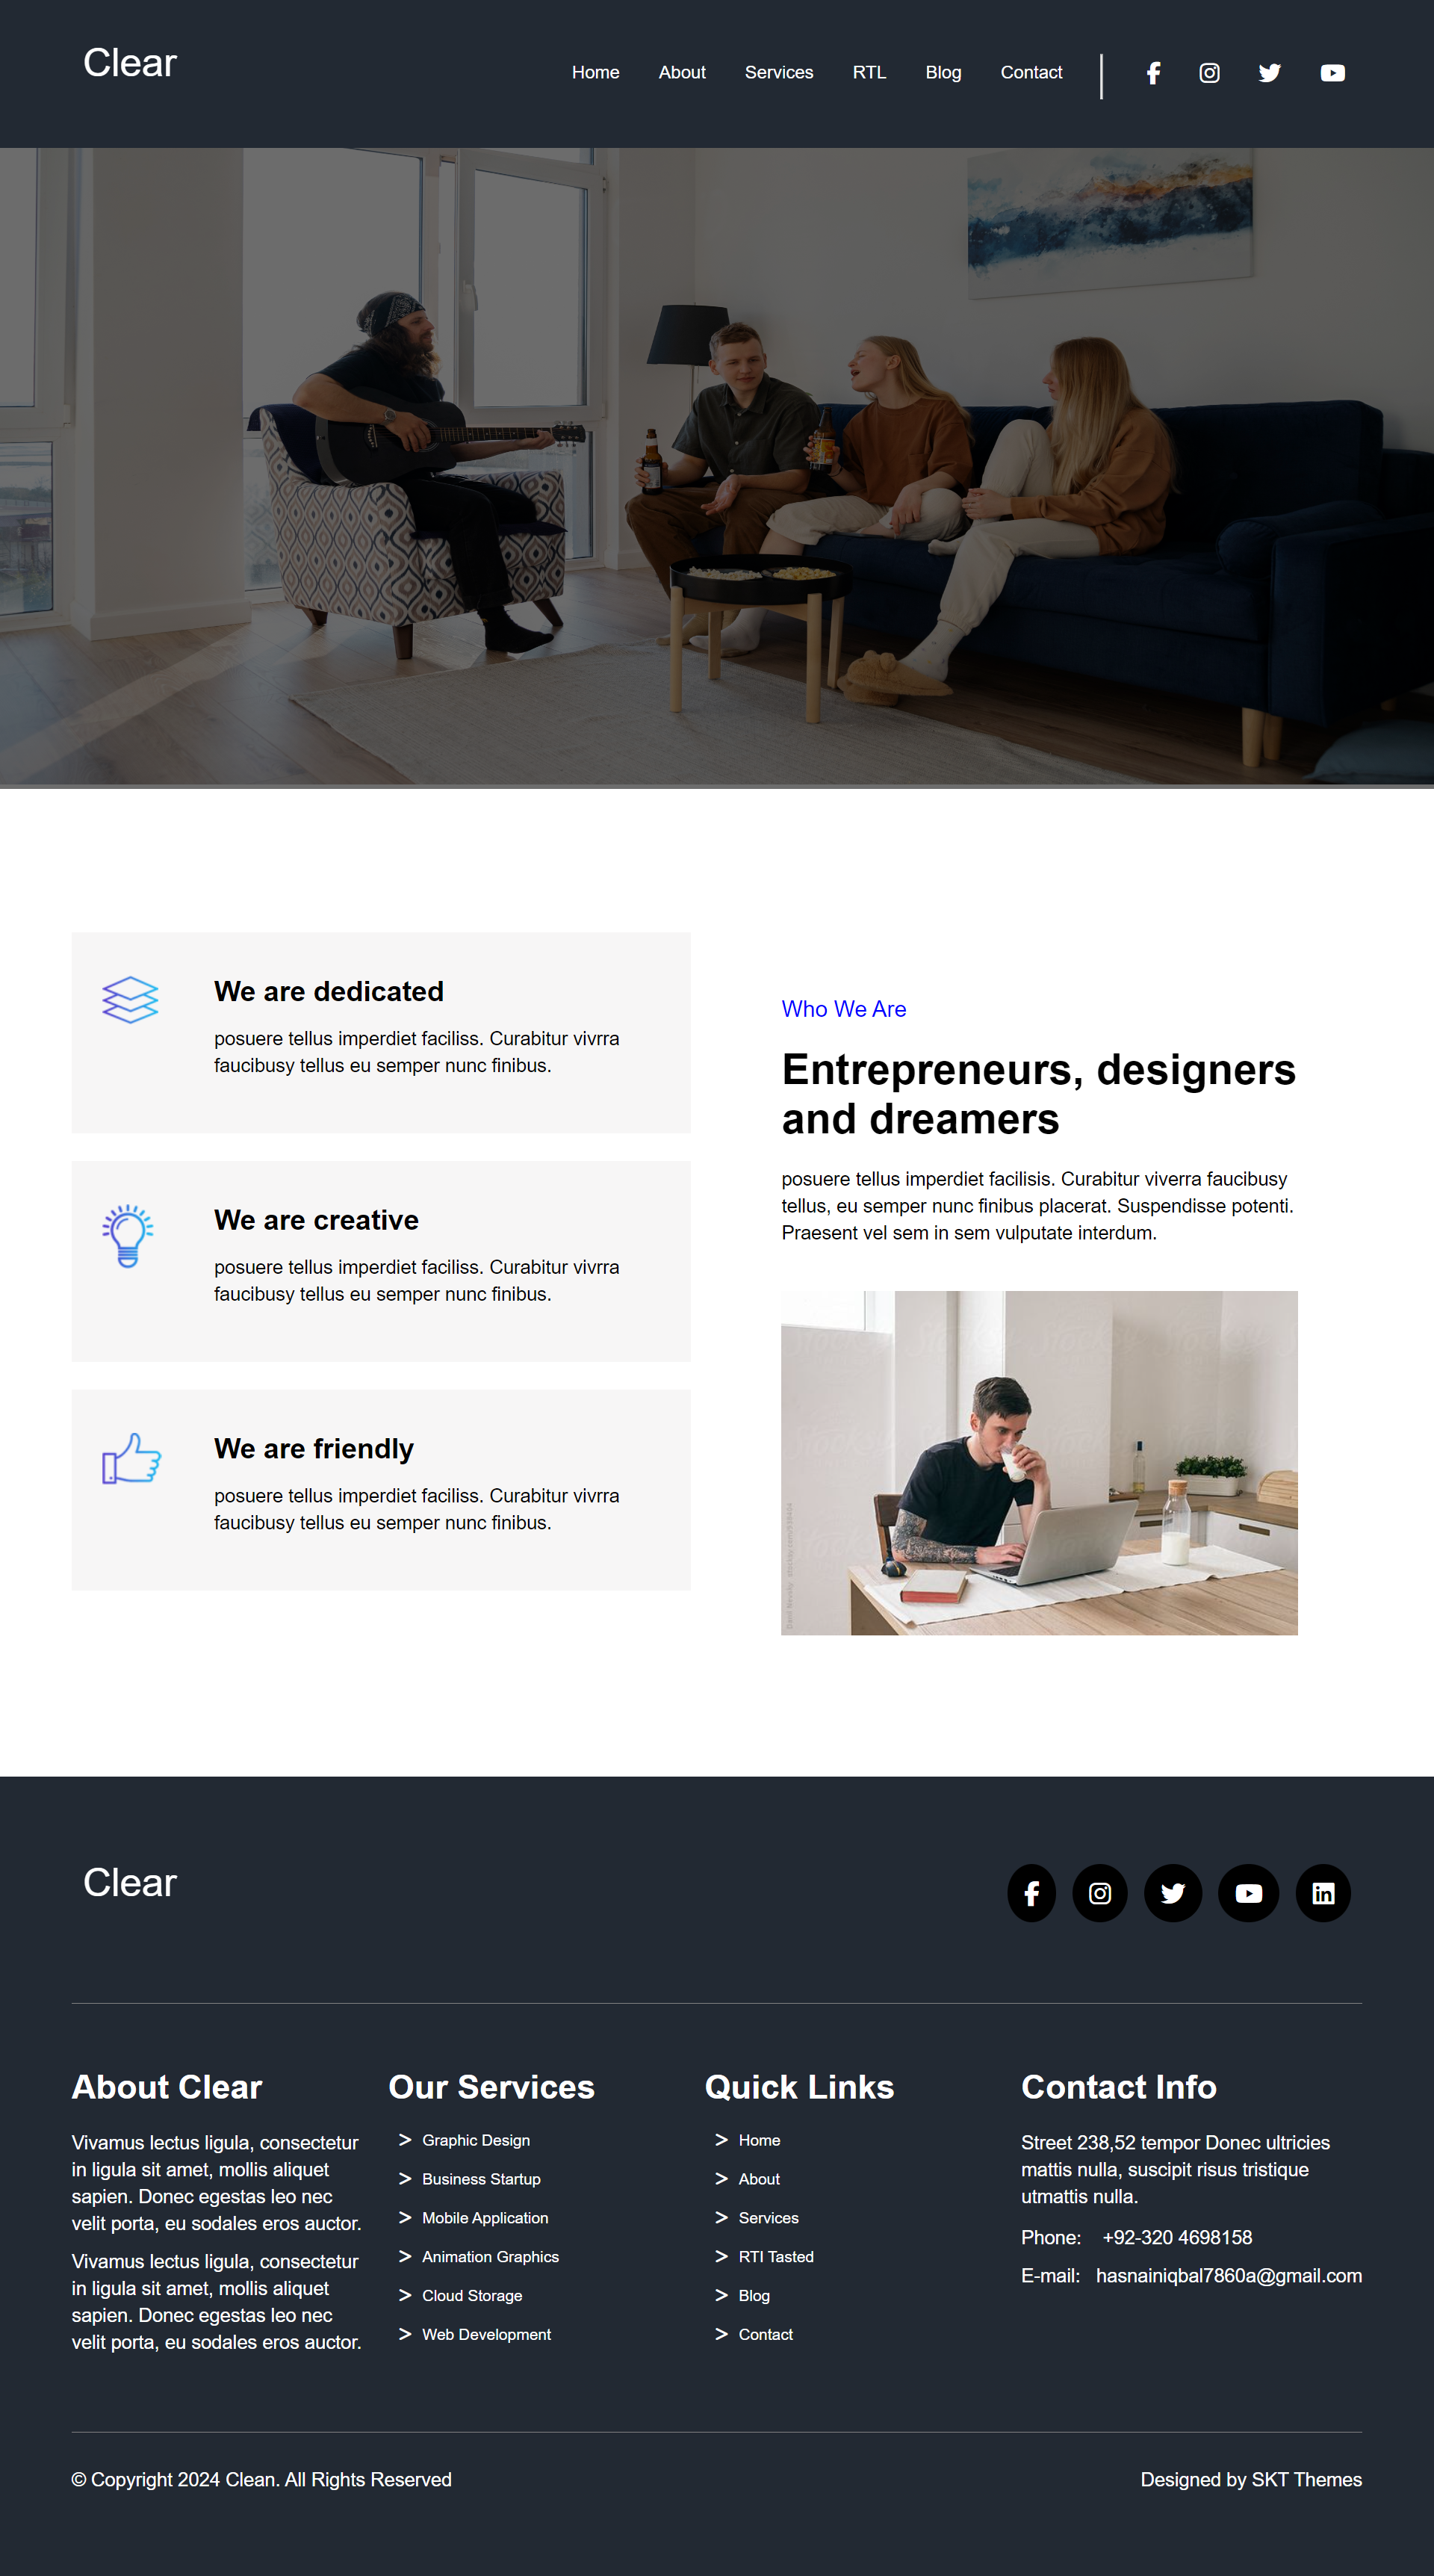 Clear
Home About Services RTL Blog Contact
We are dedicated
posuere tellus imperdiet faciliss. Curabitur vivrra
faucibusy tellus eu semper nunc finibus.
We are creative
posuere tellus imperdiet faciliss. Curabitur vivrra
faucibusy tellus eu semper nunc finibus.
We are friendly
posuere tellus imperdiet faciliss. Curabitur vivrra
faucibusy tellus eu semper nunc finibus.
Who We Are
Entrepreneurs, designers
and dreamers
posuere tellus imperdiet facilisis. Curabitur viverra faucibusy
tellus, eu semper nunc finibus placerat. Suspendisse potenti.
Praesent vel sem in sem vulputate interdum.
Clear
About Clear
Vivamus lectus ligula, consectetur
in ligula sit amet, mollis aliquet
sapien. Donec egestas leo nec
velit porta, eu sodales eros auctor.
Vivamus lectus ligula, consectetur
in ligula sit amet, mollis aliquet
sapien. Donec egestas leo nec
velit porta, eu sodales eros auctor.
Our Services
> Graphic Design
> Business Startup
> Mobile Application
> Animation Graphics
> Cloud Storage
> Web Development
Quick Links
> Home
> About
> Services
> RTI Tasted
> Blog
> Contact
Contact Info
Street 238,52 tempor Donec ultricies
mattis nulla, suscipit risus tristique
utmattis nulla.
Phone: +92-320 4698158
E-mail: hasnainiqbal7860a@gmail.com
© Copyright 2024 Clean. All Rights Reserved
Designed by SKT Themes